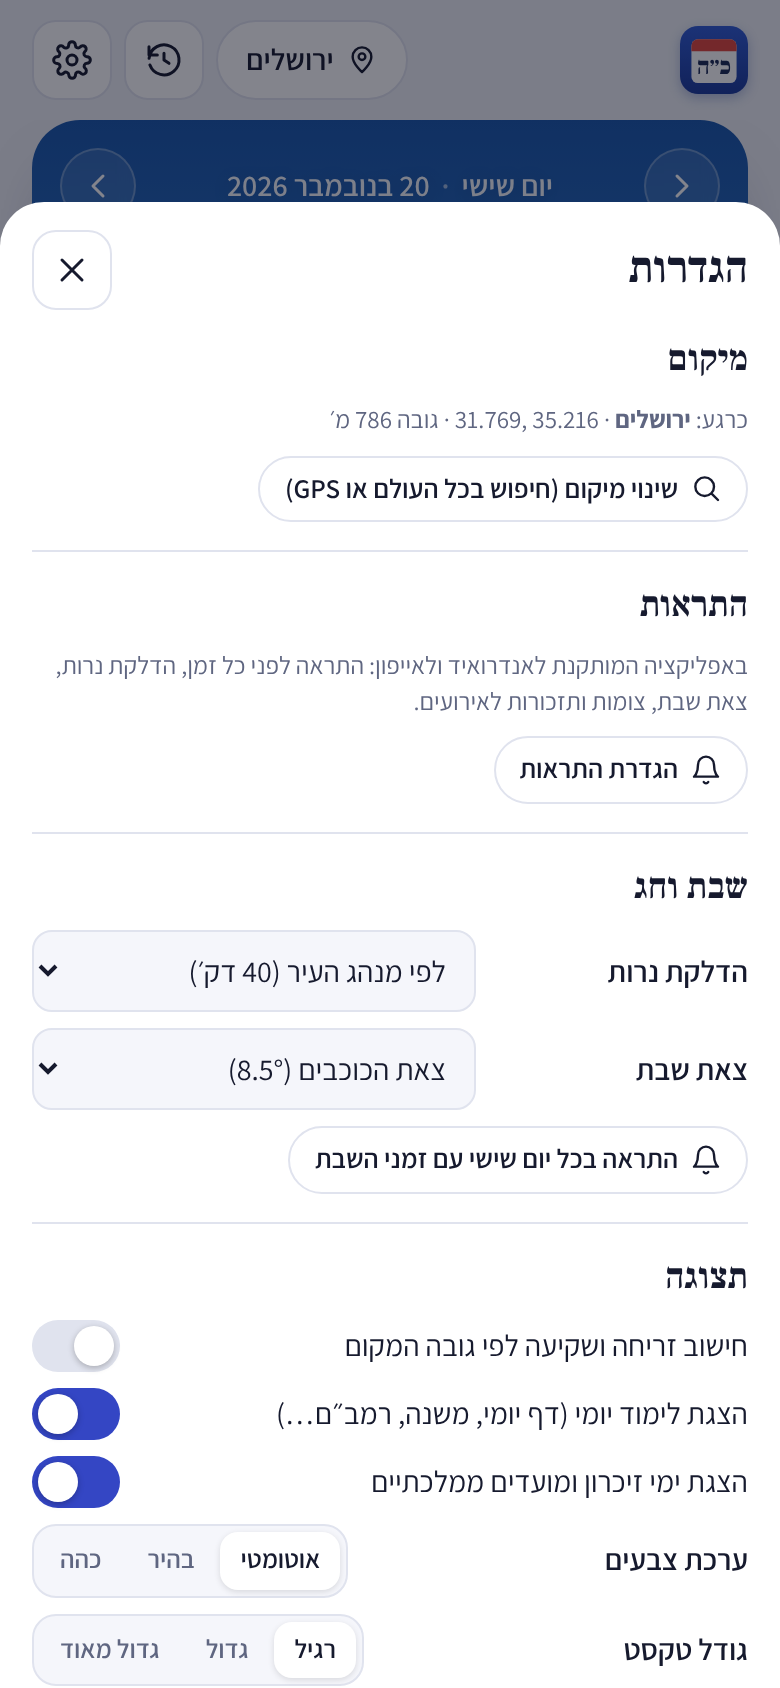 כ״ה
ירושלים
יום שישי · 20 בנובמבר 2026
הגדרות
מיקום
כרגע: ירושלים · 31.769, 35.216 · גובה 786 מ׳
שינוי מיקום (חיפוש בכל העולם או GPS)
התראות
באפליקציה המותקנת לאנדרואיד ולאייפון: התראה לפני כל זמן, הדלקת נרות,
צאת שבת, צומות ותזכורות לאירועים.
הגדרת התראות
שבת וחג
הדלקת נרות
לפי מנהג העיר (40 דק׳)
צאת שבת
צאת הכוכבים (8.5°)
התראה בכל יום שישי עם זמני השבת
תצוגה
חישוב זריחה ושקיעה לפי גובה המקום
הצגת לימוד יומי (דף יומי, משנה, רמב״ם…)
הצגת ימי זיכרון ומועדים ממלכתיים
ערכת צבעים
אוטומטי בהיר כהה
גודל טקסט
רגיל גדול גדול מאוד